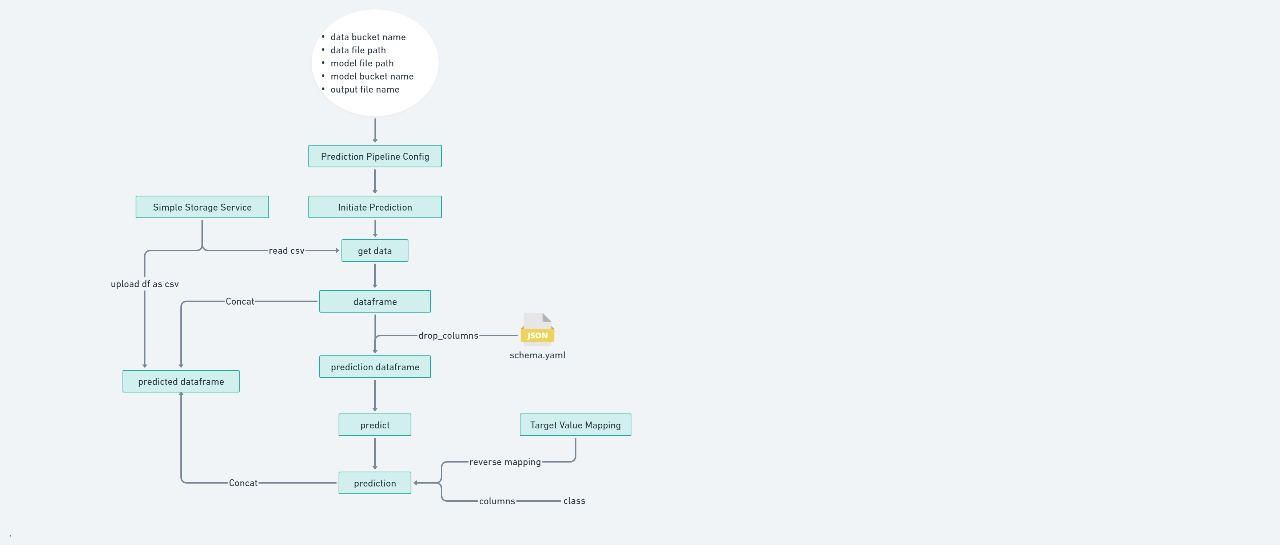 • data bucket name
• data file path
• model file path
• model bucket name
• output file name
Prediction Pipeline Config
Simple Storage Service
Initiate Prediction
read csv
get data
upload df as csv
Concat
dataframe
drop_columns
JSON
schema.yaml
prediction dataframe
predicted dataframe
predict
Target Value Mapping
reverse mapping
Concat
prediction
columns
class